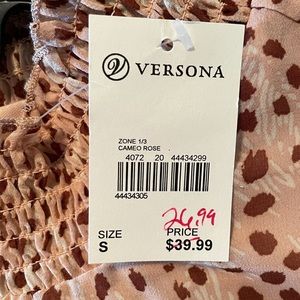 VERSONA
ZONE 1/3
CAMEO ROSE
4072 20 44434299
44434305
26.99
SIZE PRICE
S $39.99